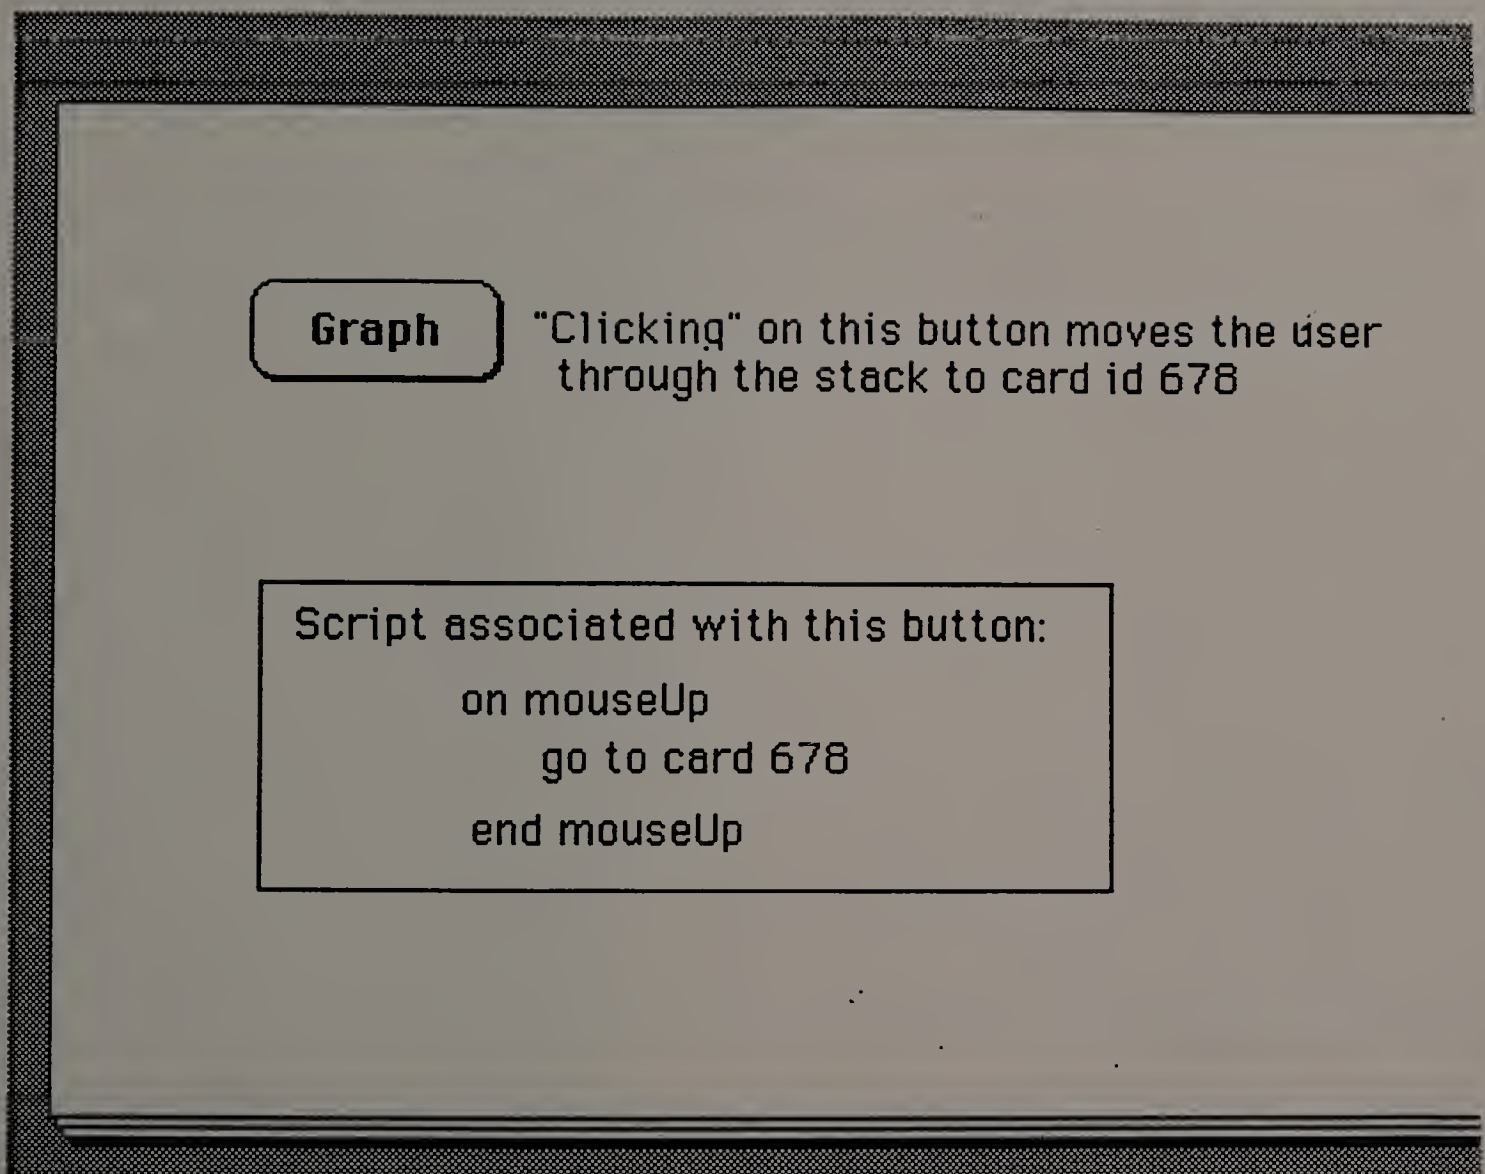 Graph
"Clicking" on this button moves the user
through the stack to card id 678
Script associated with this button:
on mouseUp
go to card 678
end mouseUp